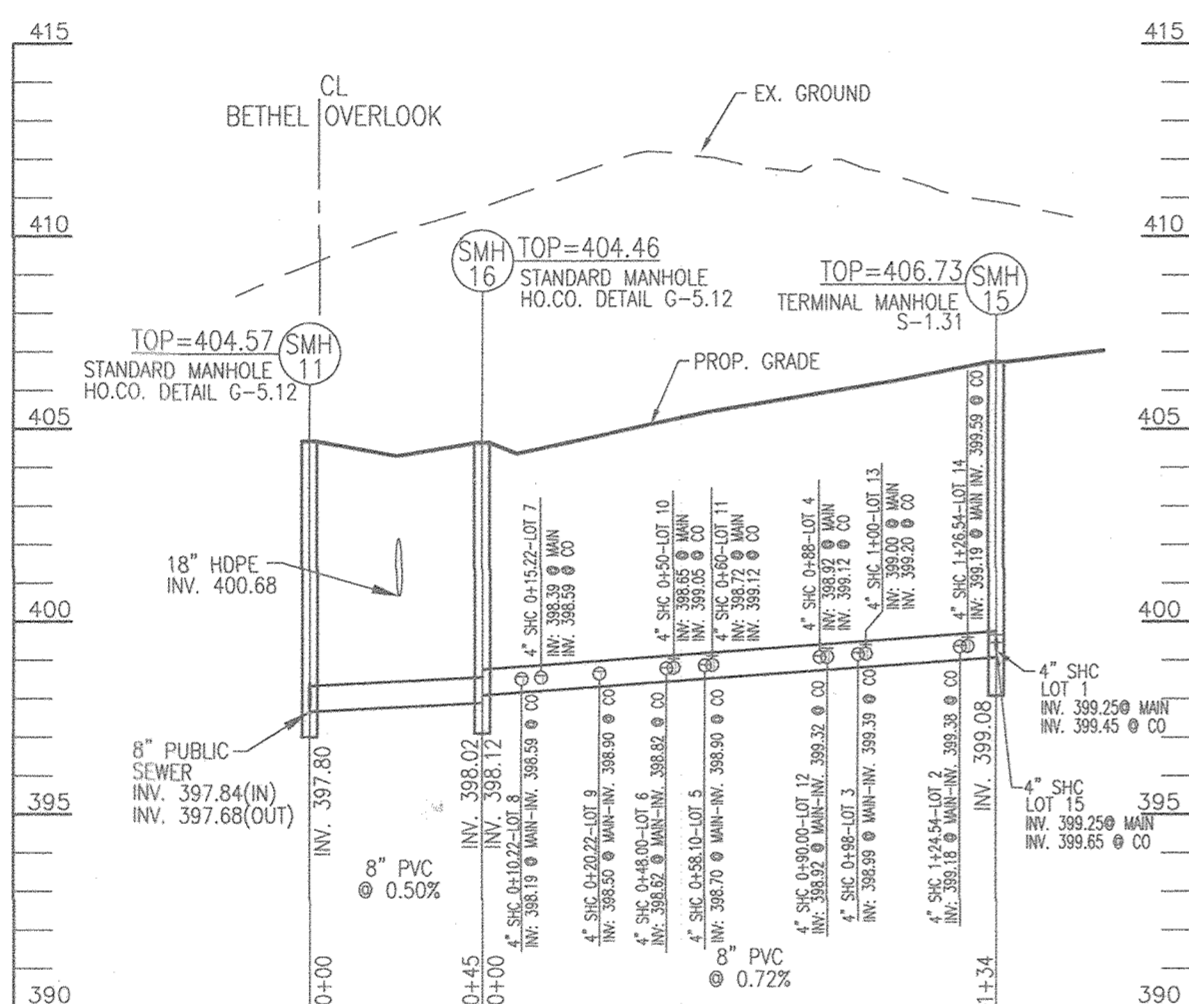 415
415
CL
BETHEL OVERLOOK
EX. GROUND
410
410
SMH
16
TOP=404.46
STANDARD MANHOLE
HO.CO. DETAIL G-5.12
TOP=406.73
TERMINAL MANHOLE
S-1.31
SMH
15
TOP=404.57
STANDARD MANHOLE
HO.CO. DETAIL G-5.12
SMH
11
PROP. GRADE
405
405
18" HDPE
INV. 400.68
4" SHC 0+15.22-LOT 7
INV: 398.39 @ MAIN
INV. 398.59 @ CO
4" SHC 0+50-LOT 10
INV: 398.65 @ MAIN
INV: 399.05 @ CO
4" SHC 0+60-LOT 11
INV: 398.72 @ MAIN
INV. 399.12 @ CO
4" SHC 0+88-LOT 4
INV: 398.92 @ MAIN
INV. 399.12 @ CO
4" SHC 1+00-LOT 13
INV: 399.00 @ MAIN
INV. 399.20 @ CO
4" SHC 1+26.54-LOT 14
INV: 399.19 @ MAIN INV. 399.59 @ CO
400
400
4" SHC
LOT 1
INV. 399.25@ MAIN
INV. 399.45 @ CO
8" PUBLIC
SEWER
INV. 397.84(IN)
INV. 397.68(OUT)
INV. 397.80
INV. 398.02
INV. 398.12
4" SHC 0+10.22-LOT 8
INV: 398.19 @ MAIN-INV. 398.59 @ CO
4" SHC 0+20.22-LOT 9
INV: 398.50 @ MAIN-INV. 398.90 @ CO
4" SHC 0+48.00-LOT 6
INV: 398.62 @ MAIN-INV. 398.82 @ CO
4" SHC 0+58.10-LOT 5
INV: 398.70 @ MAIN-INV. 398.90 @ CO
4" SHC 0+90.00-LOT 12
INV: 398.92 @ MAIN-INV. 399.32 @ CO
4" SHC 0+98-LOT 3
INV: 398.99 @ MAIN-INV. 399.39 @ CO
4" SHC 1+24.54-LOT 2
INV: 399.18 @ MAIN-INV. 399.38 @ CO
INV. 399.08
4" SHC
LOT 15
INV. 399.25@ MAIN
INV. 399.65 @ CO
395
395
8" PVC
@ 0.50%
8" PVC
@ 0.72%
0+00
0+45
0+00
1+34
390
390